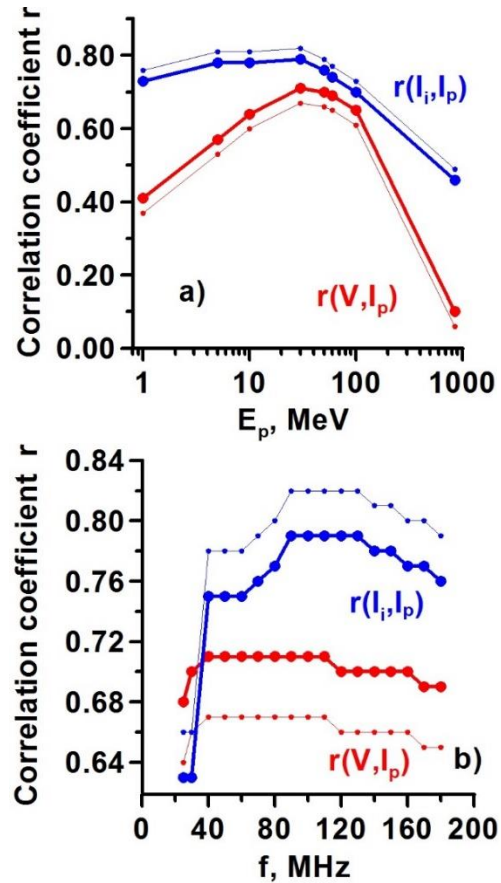 Correlation coefficient r
0.80
0.60
0.40
0.20
0.00
r(Iᵢ,Iₚ)
r(V,Iₚ)
a)
1 10 100 1000
Eₚ, MeV
Correlation coefficient r
0.84
0.80
0.76
0.72
0.68
0.64
r(Iᵢ,Iₚ)
r(V,Iₚ)
b)
0 40 80 120 160 200
f, MHz